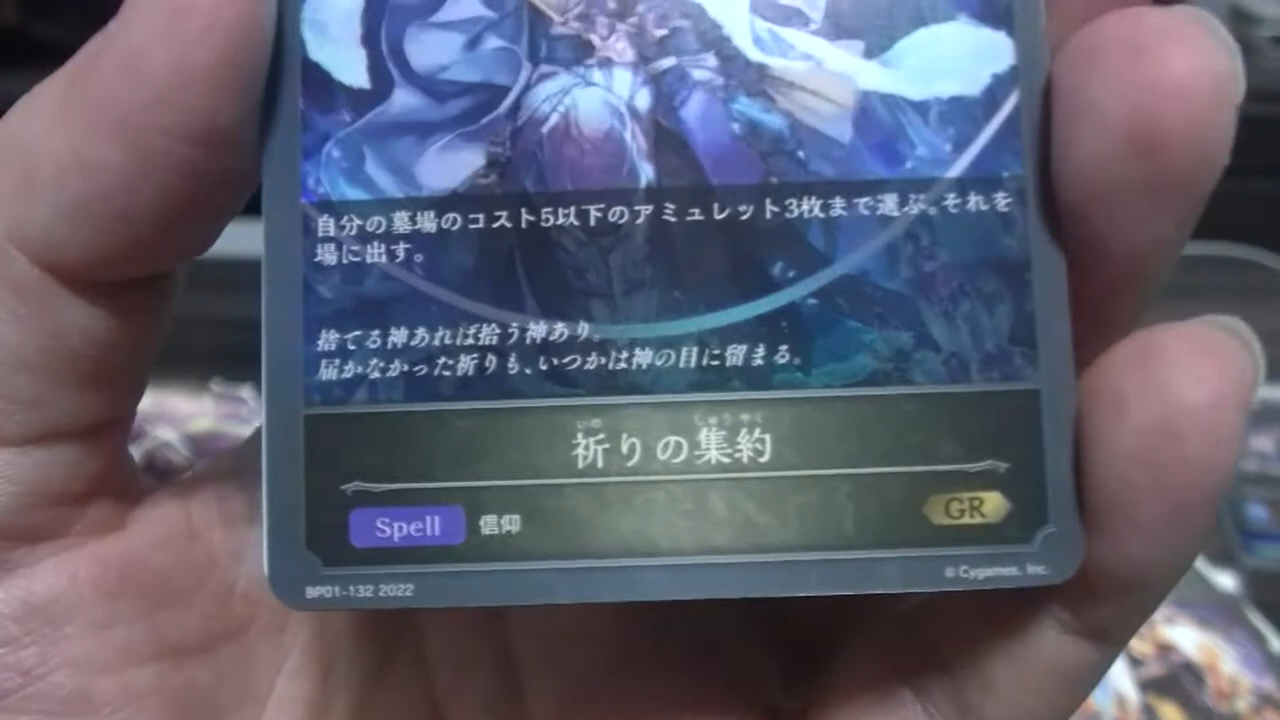 自分の墓場のコスト5以下のアミュレット3枚まで選ぶ。それを
場に出す。
捨てる神あれば拾う神あり。
届かなかった祈りも、いつかは神の目に留まる。
いの しゅうやく
祈りの集約
Spell 信仰 GR
BP01-132 2022 © Cygames, Inc.